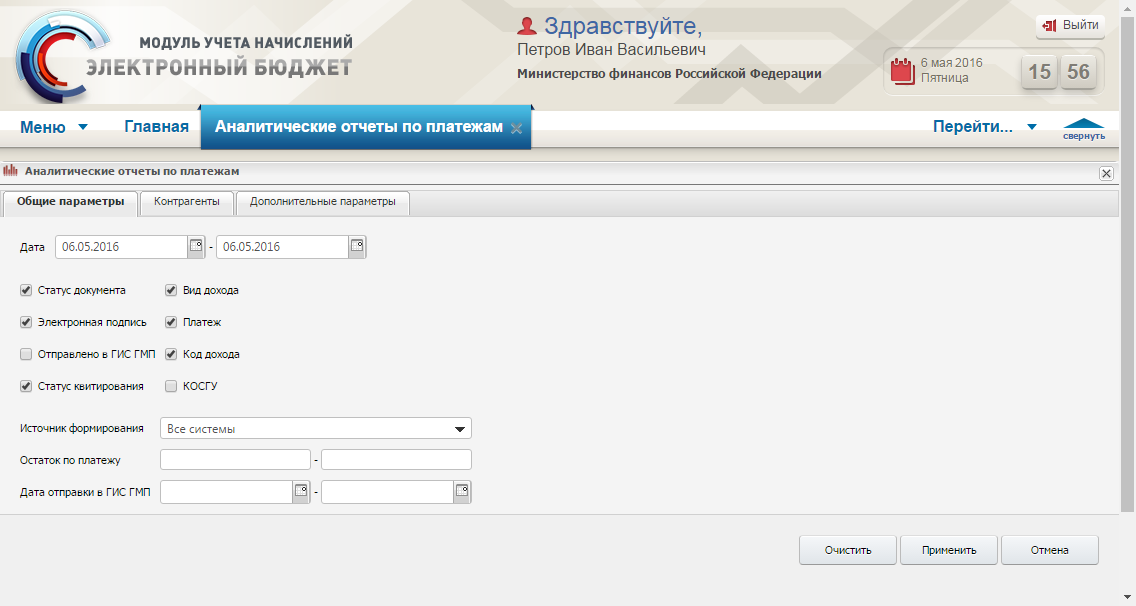 МОДУЛЬ УЧЕТА НАЧИСЛЕНИЙ
ЭЛЕКТРОННЫЙ БЮДЖЕТ
Здравствуйте,
Петров Иван Васильевич
Министерство финансов Российской Федерации
Выйти
6 мая 2016
Пятница
15 56
Меню Главная Аналитические отчеты по платежам Перейти... свернуть
Аналитические отчеты по платежам
Общие параметры Контрагенты Дополнительные параметры
Дата 06.05.2016 - 06.05.2016
Статус документа Вид дохода
Электронная подпись Платеж
Отправлено в ГИС ГМП Код дохода
Статус квитирования КОСГУ
Источник формирования Все системы
Остаток по платежу -
Дата отправки в ГИС ГМП -
Очистить Применить Отмена